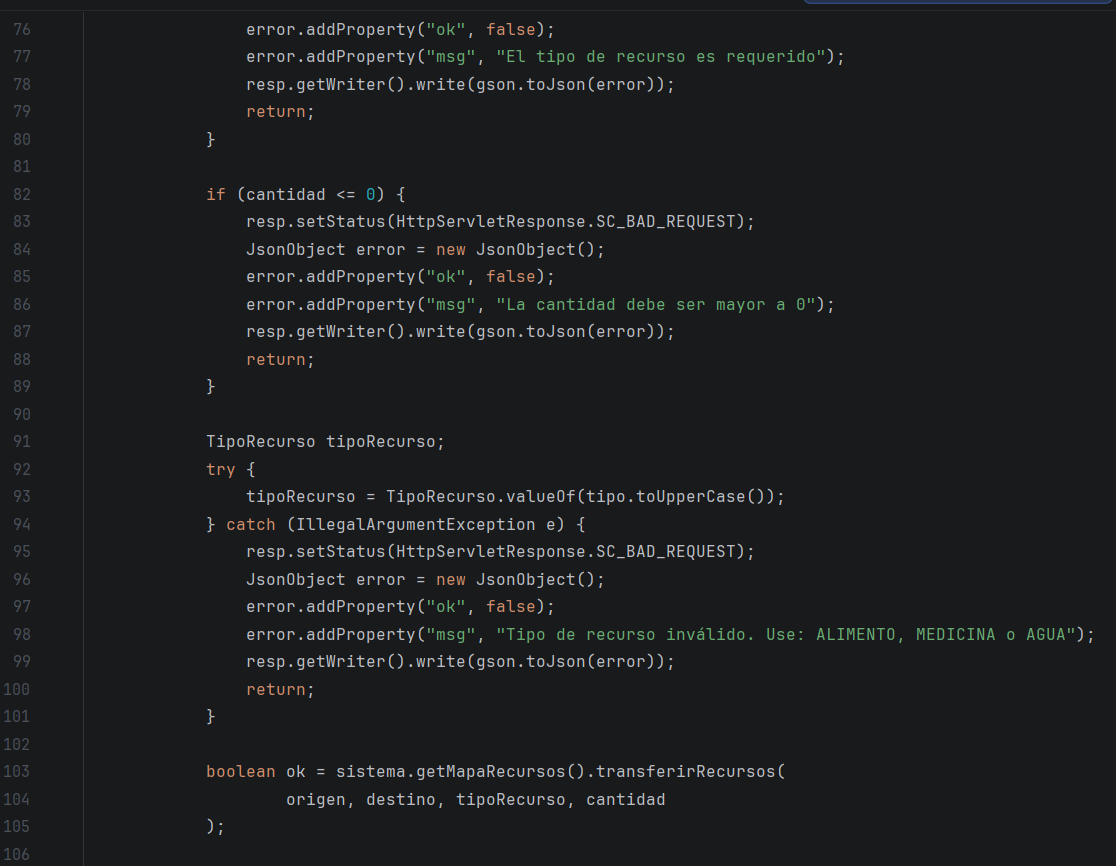 76                error.addProperty("ok", false);
77                error.addProperty("msg", "El tipo de recurso es requerido");
78                resp.getWriter().write(gson.toJson(error));
79                return;
80            }
81
82            if (cantidad <= 0) {
83                resp.setStatus(HttpServletResponse.SC_BAD_REQUEST);
84                JsonObject error = new JsonObject();
85                error.addProperty("ok", false);
86                error.addProperty("msg", "La cantidad debe ser mayor a 0");
87                resp.getWriter().write(gson.toJson(error));
88                return;
89            }
90
91            TipoRecurso tipoRecurso;
92            try {
93                tipoRecurso = TipoRecurso.valueOf(tipo.toUpperCase());
94            } catch (IllegalArgumentException e) {
95                resp.setStatus(HttpServletResponse.SC_BAD_REQUEST);
96                JsonObject error = new JsonObject();
97                error.addProperty("ok", false);
98                error.addProperty("msg", "Tipo de recurso inválido. Use: ALIMENTO, MEDICINA o AGUA");
99                resp.getWriter().write(gson.toJson(error));
100                return;
101            }
102
103            boolean ok = sistema.getMapaRecursos().transferirRecursos(
104                    origen, destino, tipoRecurso, cantidad
105            );
106